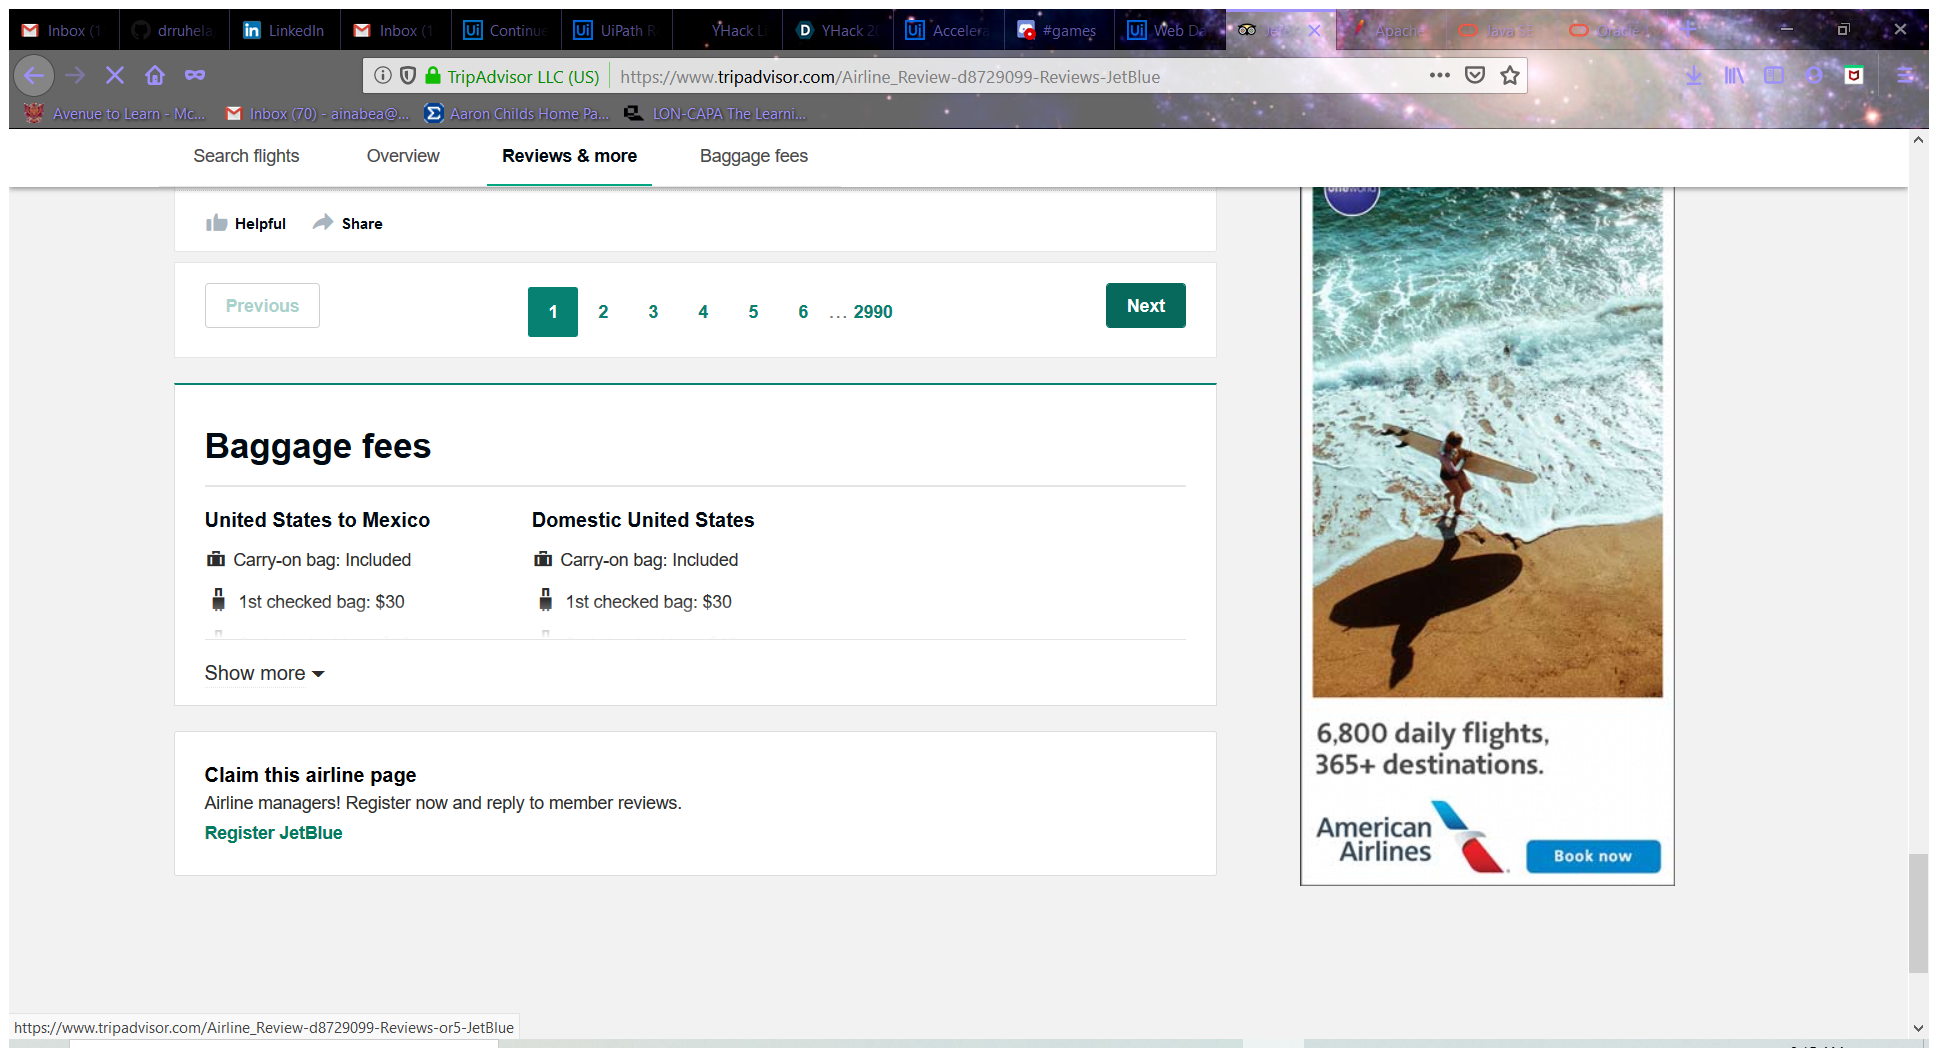 Inbox (1
drruhela
LinkedIn
Inbox (1
Continue
UiPath R
YHack Li
YHack 20
Accelera
#games
Web Da
Apach
Java SE
Oracle
TripAdvisor LLC (US)
https://www.tripadvisor.com/Airline_Review-d8729099-Reviews-JetBlue
Avenue to Learn - Mc...
Inbox (70) - ainabea@...
Aaron Childs Home Pa...
LON-CAPA The Learni...
Search flights
Overview
Reviews & more
Baggage fees
Helpful
Share
Previous
1 2 3 4 5 6 ... 2990
Next
Baggage fees
United States to Mexico
Carry-on bag: Included
1st checked bag: $30
Domestic United States
Carry-on bag: Included
1st checked bag: $30
Show more
Claim this airline page
Airline managers! Register now and reply to member reviews.
Register JetBlue
oneworld
6,800 daily flights,
365+ destinations.
American
Airlines
Book now
https://www.tripadvisor.com/Airline_Review-d8729099-Reviews-or5-JetBlue